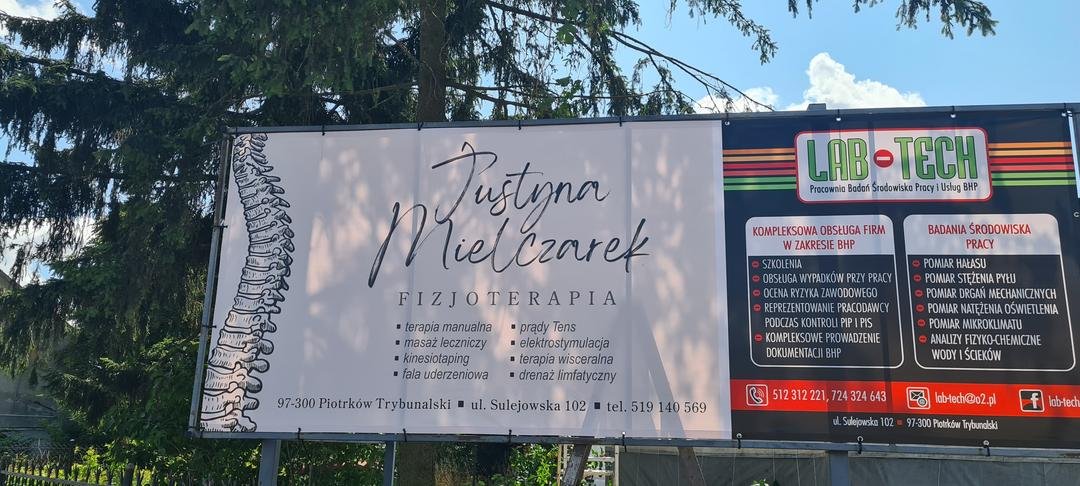 Justyna
Mielczarek
FIZJOTERAPIA
▪ terapia manualna
▪ masaż leczniczy
▪ kinesiotaping
▪ fala uderzeniowa
▪ prądy Tens
▪ elektrostymulacja
▪ terapia wisceralna
▪ drenaż limfatyczny
97-300 Piotrków Trybunalski ▪ ul. Sulejowska 102 ▪ tel. 519 140 569
LAB-TECH
Pracownia Badań Środowiska Pracy i Usług BHP
KOMPLEKSOWA OBSŁUGA FIRM
W ZAKRESIE BHP
SZKOLENIA
OBSŁUGA WYPADKÓW PRZY PRACY
OCENA RYZYKA ZAWODOWEGO
REPREZENTOWANIE PRACODAWCY
PODCZAS KONTROLI PIP I PIS
KOMPLEKSOWE PROWADZENIE
DOKUMENTACJI BHP
BADANIA ŚRODOWISKA
PRACY
POMIAR HAŁASU
POMIAR STĘŻENIA PYŁU
POMIAR DRGAŃ MECHANICZNYCH
POMIAR NATĘŻENIA OŚWIETLENIA
POMIAR MIKROKLIMATU
ANALIZY FIZYKO-CHEMICZNE
WODY I ŚCIEKÓW
512 312 221, 724 324 643
lab-tech@o2.pl
lab-tech
ul. Sulejowska 102 ▪ 97-300 Piotrków Trybunalski